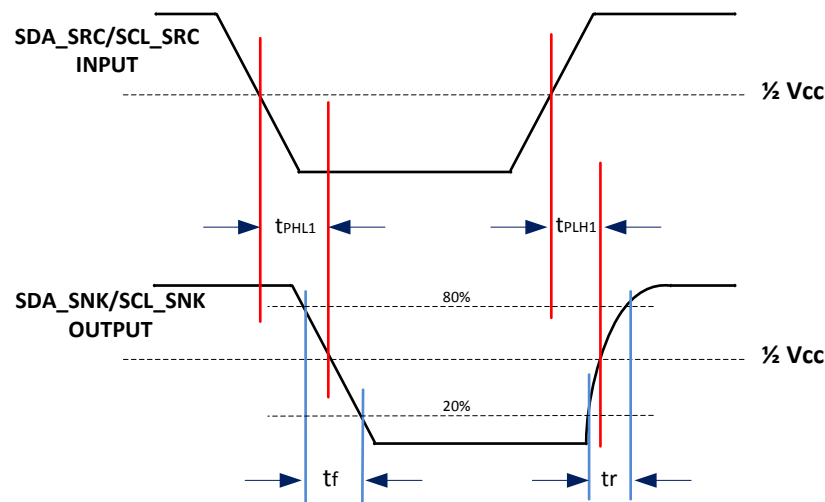 SDA_SRC/SCL_SRC
INPUT
½ Vcc
tPHL1
tPLH1
SDA_SNK/SCL_SNK
OUTPUT
80%
½ Vcc
20%
tf
tr